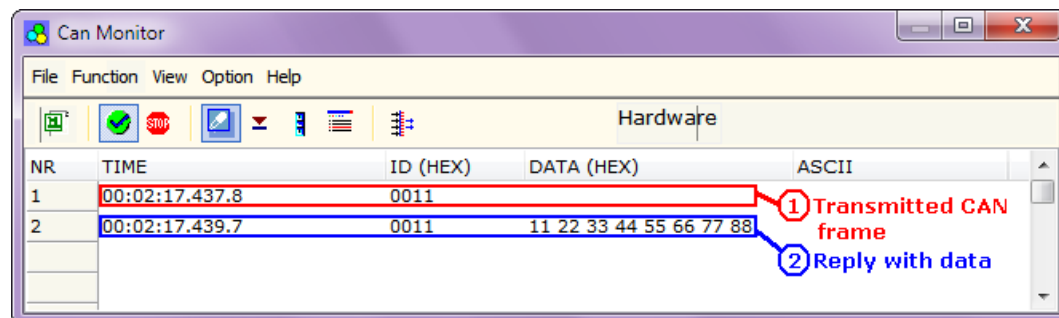 Can Monitor
File Function View Option Help
STOP Hardware
NR TIME ID (HEX) DATA (HEX) ASCII
1 00:02:17.437.8 0011
2 00:02:17.439.7 0011 11 22 33 44 55 66 77 88
1 Transmitted CAN
frame
2 Reply with data